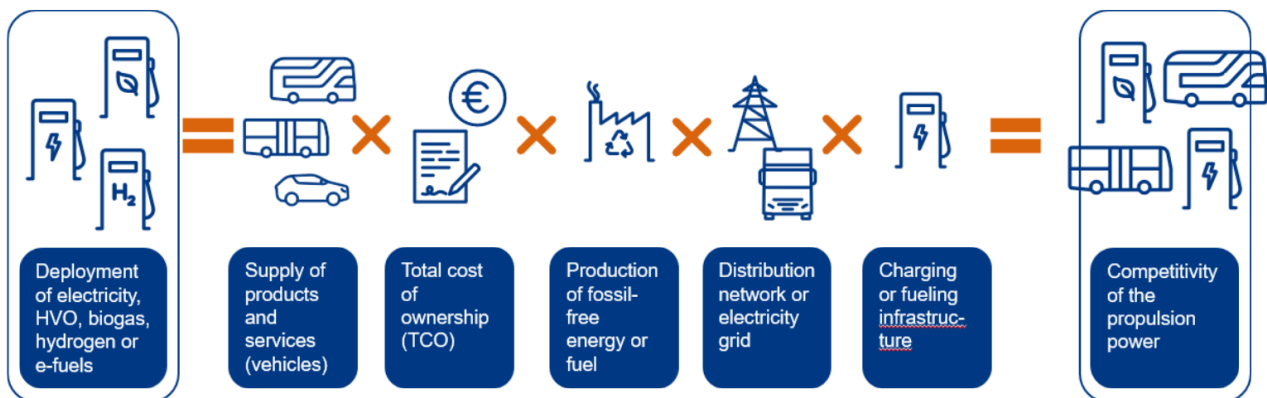 H₂
€
Deployment
of electricity,
HVO, biogas,
hydrogen or
e-fuels
Supply of
products
and
services
(vehicles)
Total cost
of
ownership
(TCO)
Production
of fossil-
free
energy or
fuel
Distribution
network or
electricity
grid
Charging
or fueling
infrastruc-
ture
Competitivity
of the
propulsion
power